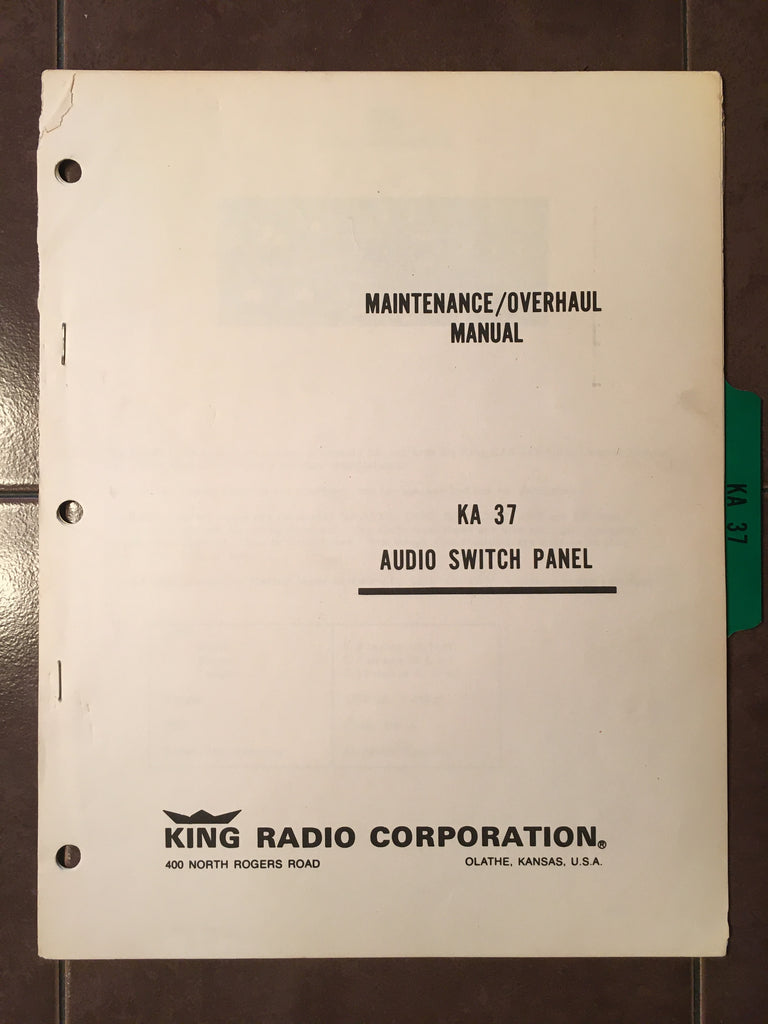 MAINTENANCE/OVERHAUL
MANUAL
KA 37
AUDIO SWITCH PANEL
KA 37
KING RADIO CORPORATION®
400 NORTH ROGERS ROAD
OLATHE, KANSAS, U.S.A.